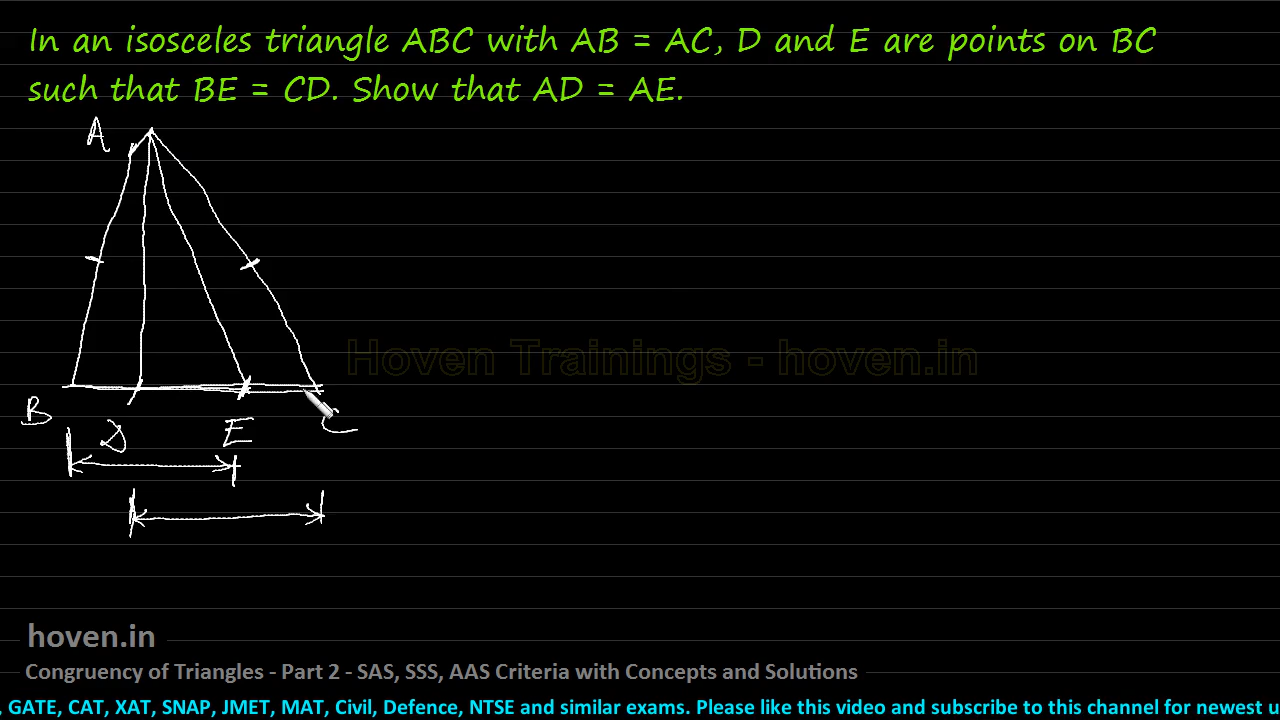 In an isosceles triangle ABC with AB = AC, D and E are points on BC
such that BE = CD. Show that AD = AE.
A
Hoven Trainings - hoven.in
B D E C
hoven.in
Congruency of Triangles - Part 2 - SAS, SSS, AAS Criteria with Concepts and Solutions
, GATE, CAT, XAT, SNAP, JMET, MAT, Civil, Defence, NTSE and similar exams. Please like this video and subscribe to this channel for newest u